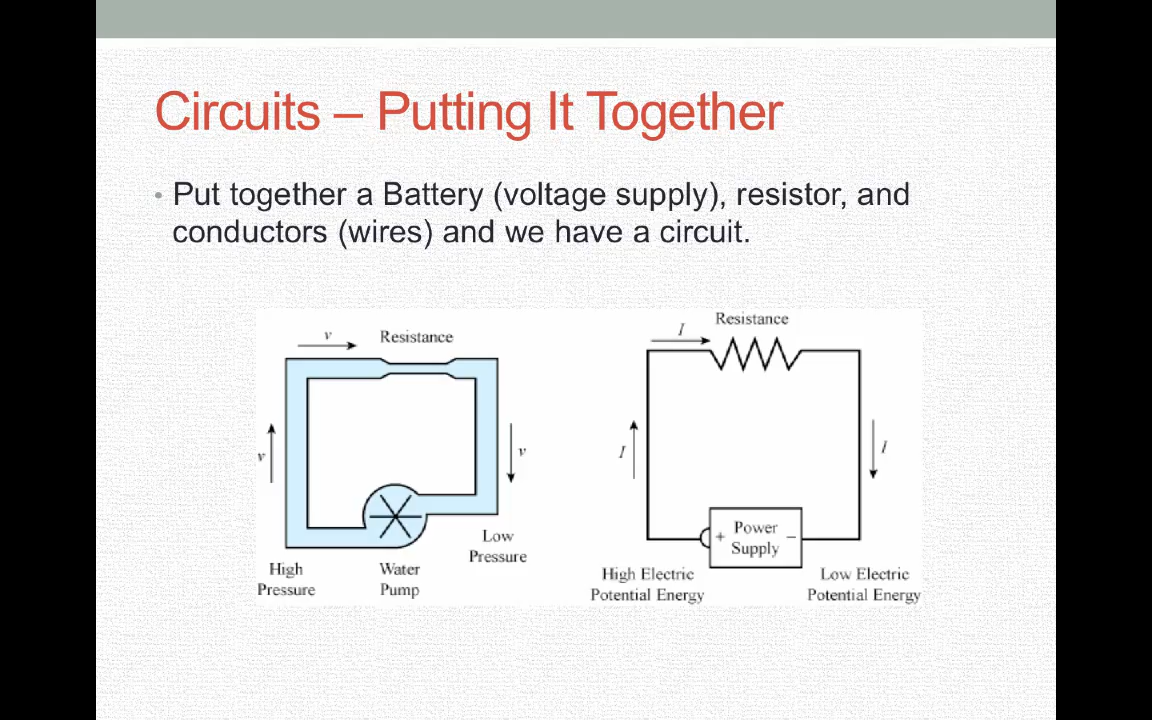 Circuits – Putting It Together
• Put together a Battery (voltage supply), resistor, and
conductors (wires) and we have a circuit.
v
Resistance
v
v
High
Pressure
Water
Pump
Low
Pressure
I
Resistance
I
I
+ Power –
Supply
High Electric
Potential Energy
Low Electric
Potential Energy